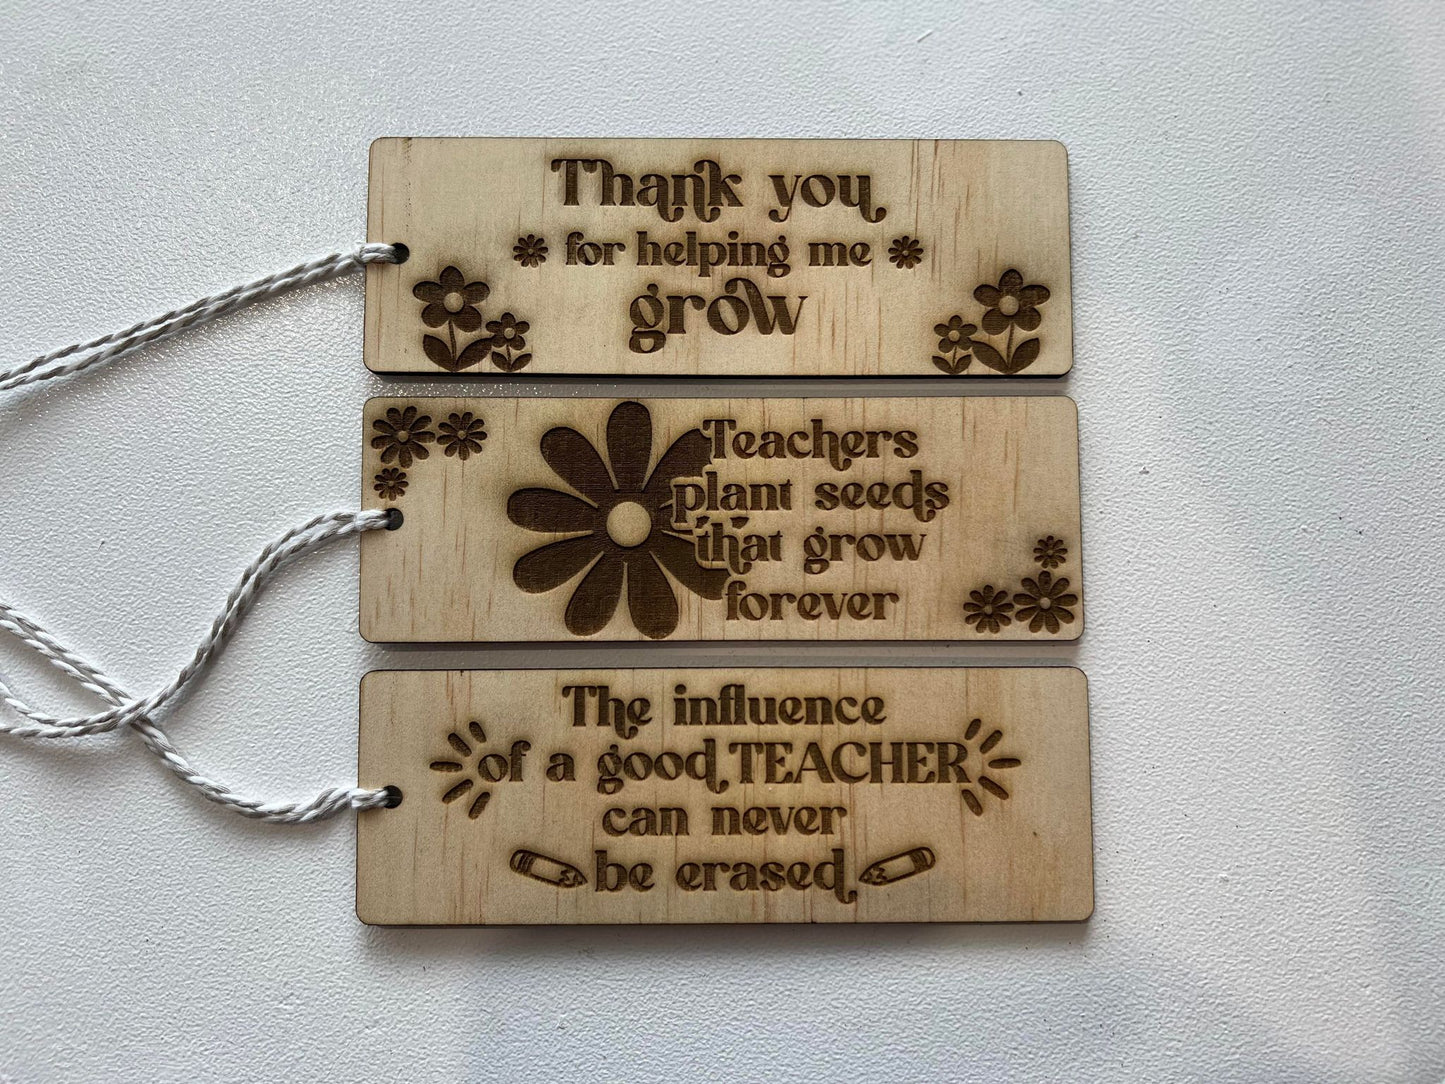 Thank you
for helping me
grow
Teachers
plant seeds
that grow
forever
The influence
of a good TEACHER
can never
be erased